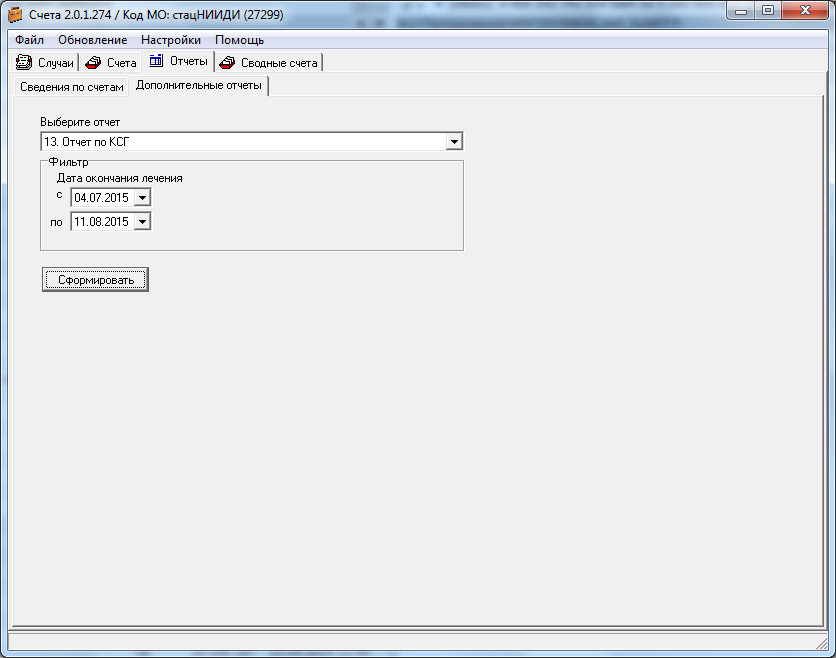 Счета 2.0.1.274 / Код МО: стацНИИДИ (27299)
Файл Обновление Настройки Помощь
Случаи Счета Отчеты Сводные счета
Сведения по счетам Дополнительные отчеты
Выберите отчет
13. Отчет по КСГ
Фильтр
Дата окончания лечения
с 04.07.2015
по 11.08.2015
Сформировать